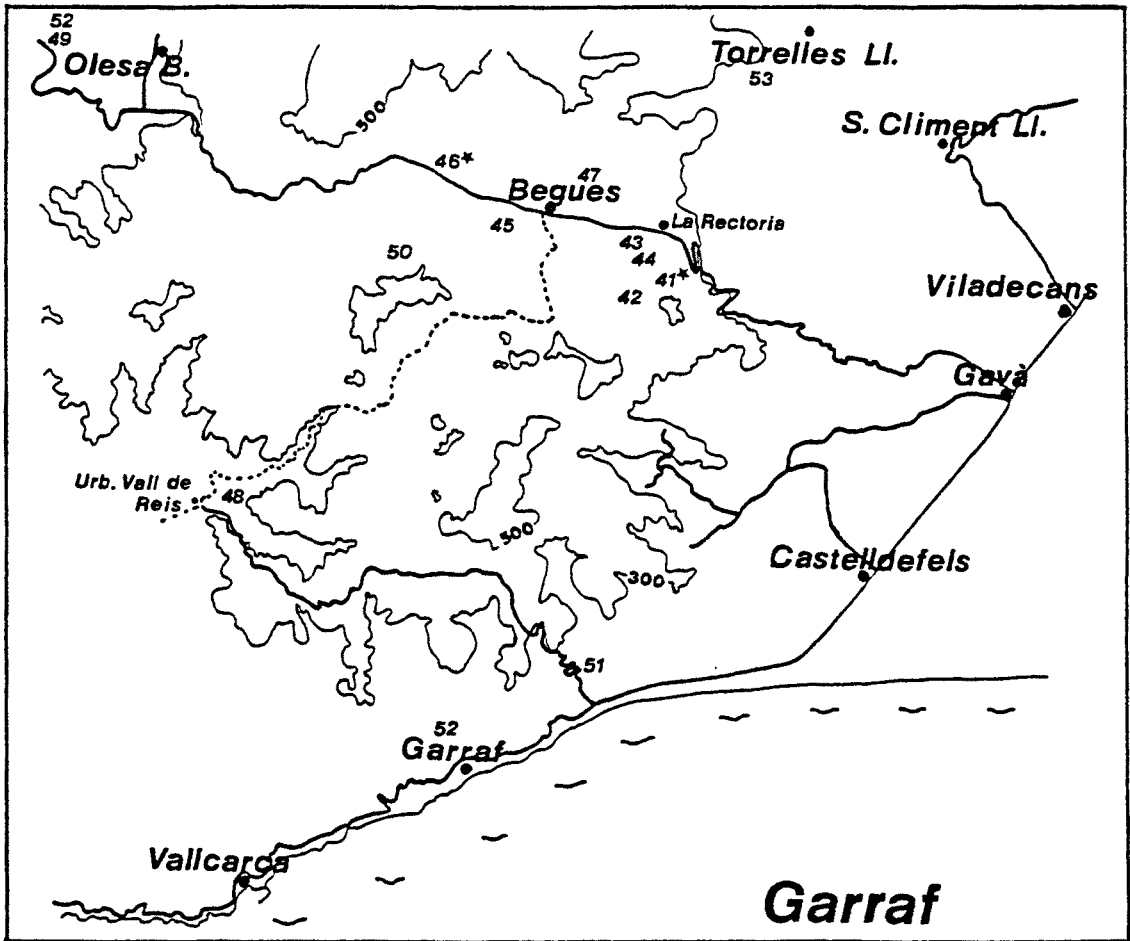 52
49
Olesa B.
Torrelles Ll.
53
500
S. Climent Ll.
46*
47
Begues
45
La Rectoria
43
44
41*
42
50
Viladecans
Gavà
Urb. Vall de
Reis
48
500
300
Castelldefels
51
52
Garraf
Vallcarca
Garraf